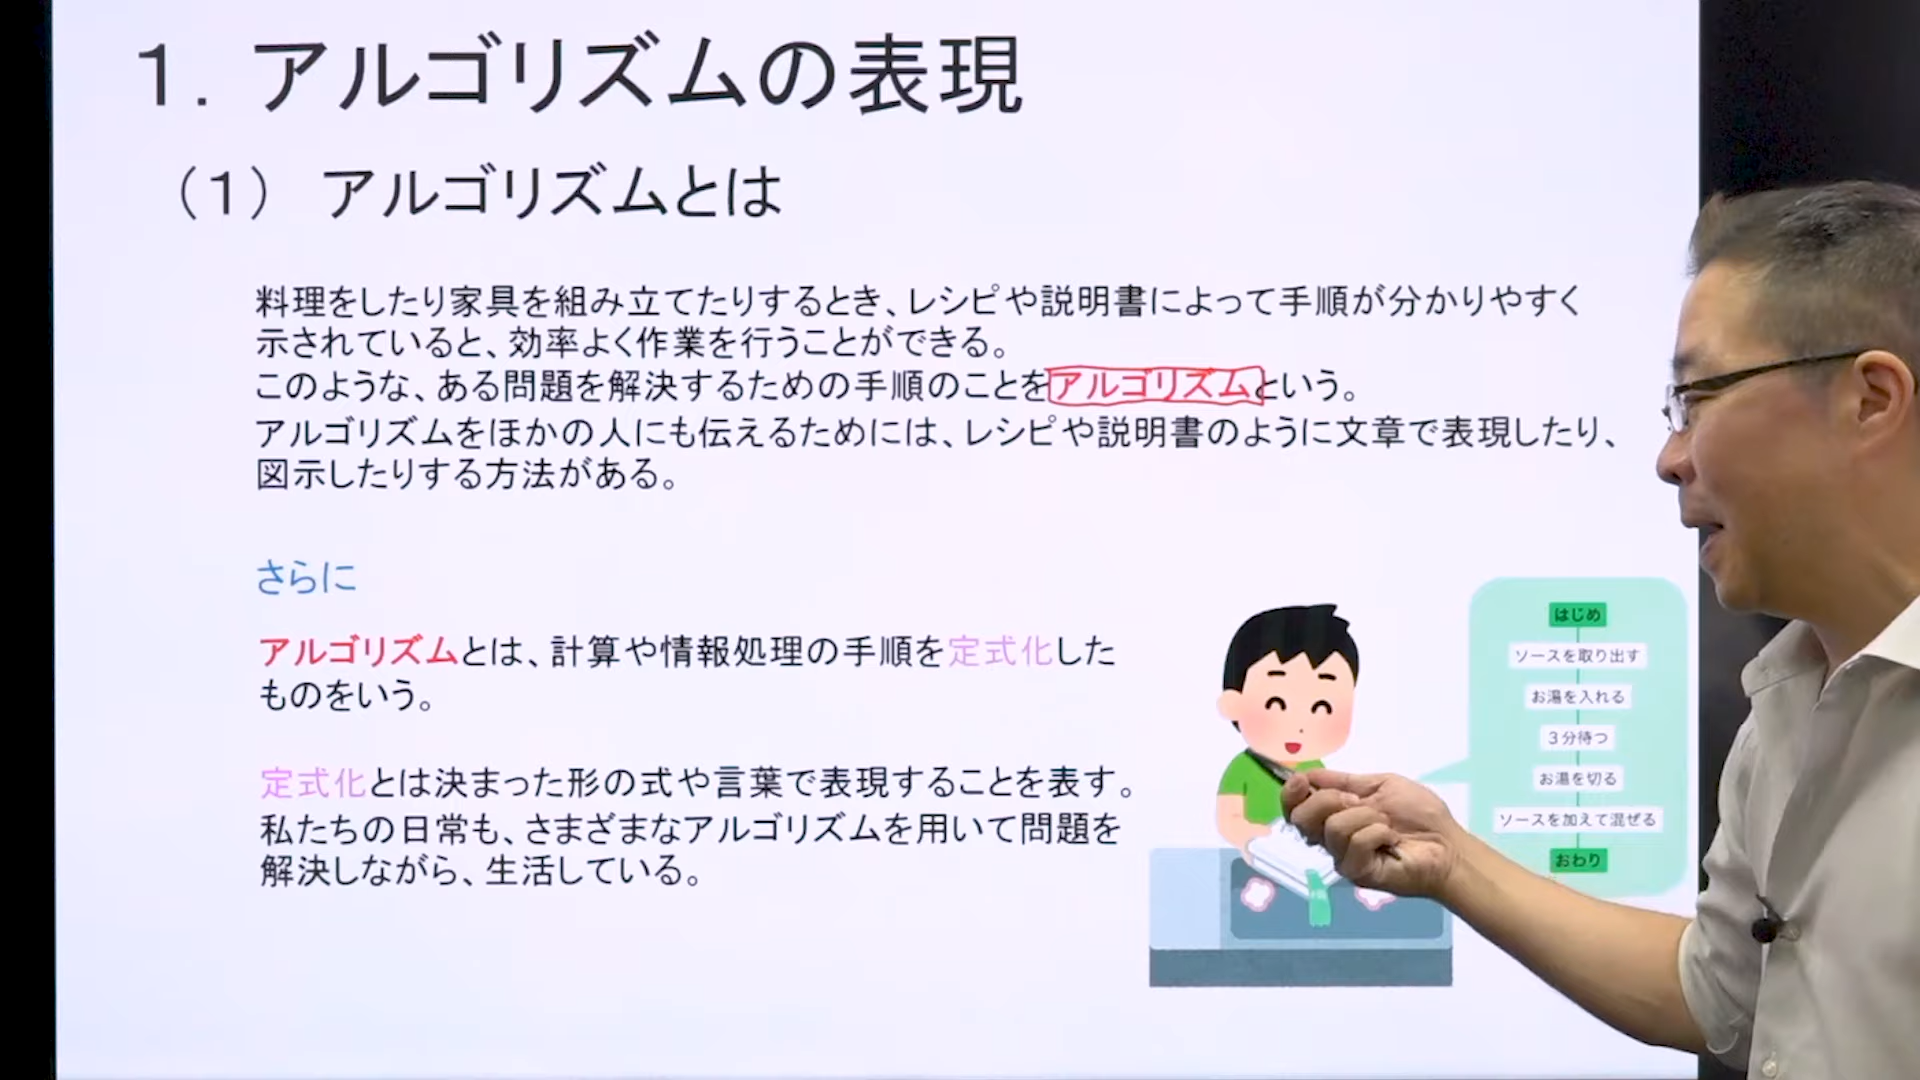 1. アルゴリズムの表現
（1） アルゴリズムとは
料理をしたり家具を組み立てたりするとき、レシピや説明書によって手順が分かりやすく
示されていると、効率よく作業を行うことができる。
このような、ある問題を解決するための手順のことをアルゴリズムという。
アルゴリズムをほかの人にも伝えるためには、レシピや説明書のように文章で表現したり、
図示したりする方法がある。
さらに
アルゴリズムとは、計算や情報処理の手順を定式化した
ものをいう。
定式化とは決まった形の式や言葉で表現することを表す。
私たちの日常も、さまざまなアルゴリズムを用いて問題を
解決しながら、生活している。
はじめ
ソースを取り出す
お湯を入れる
3分待つ
お湯を切る
ソースを加えて混ぜる
おわり